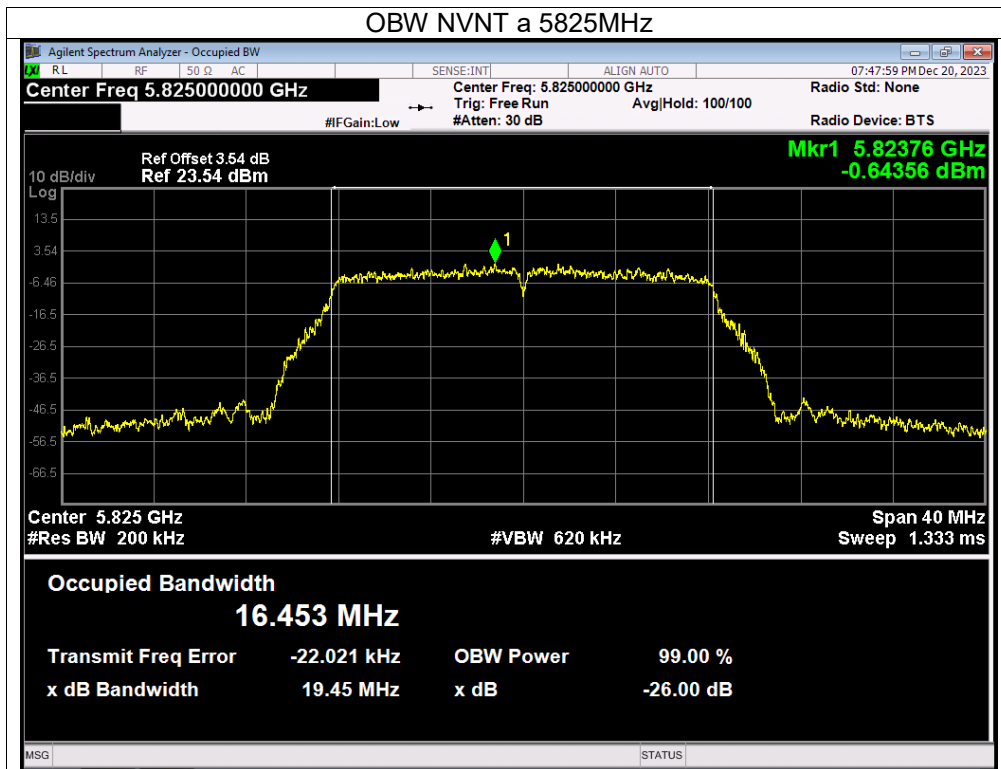 OBW NVNT a 5825MHz
Agilent Spectrum Analyzer - Occupied BW
LXI RL RF 50 Ω AC SENSE:INT ALIGN AUTO 07:47:59 PM Dec 20, 2023
Center Freq 5.825000000 GHz Center Freq: 5.825000000 GHz Radio Std: None
Trig: Free Run Avg|Hold: 100/100
#IFGain:Low #Atten: 30 dB Radio Device: BTS
Mkr1 5.82376 GHz
-0.64356 dBm
Ref Offset 3.54 dB
10 dB/div Ref 23.54 dBm
Log
13.5
3.54
-6.46
-16.5
-26.5
-36.5
-46.5
-56.5
-66.5
1
Center 5.825 GHz Span 40 MHz
#Res BW 200 kHz #VBW 620 kHz Sweep 1.333 ms
Occupied Bandwidth
16.453 MHz
Transmit Freq Error -22.021 kHz OBW Power 99.00 %
x dB Bandwidth 19.45 MHz x dB -26.00 dB
MSG STATUS